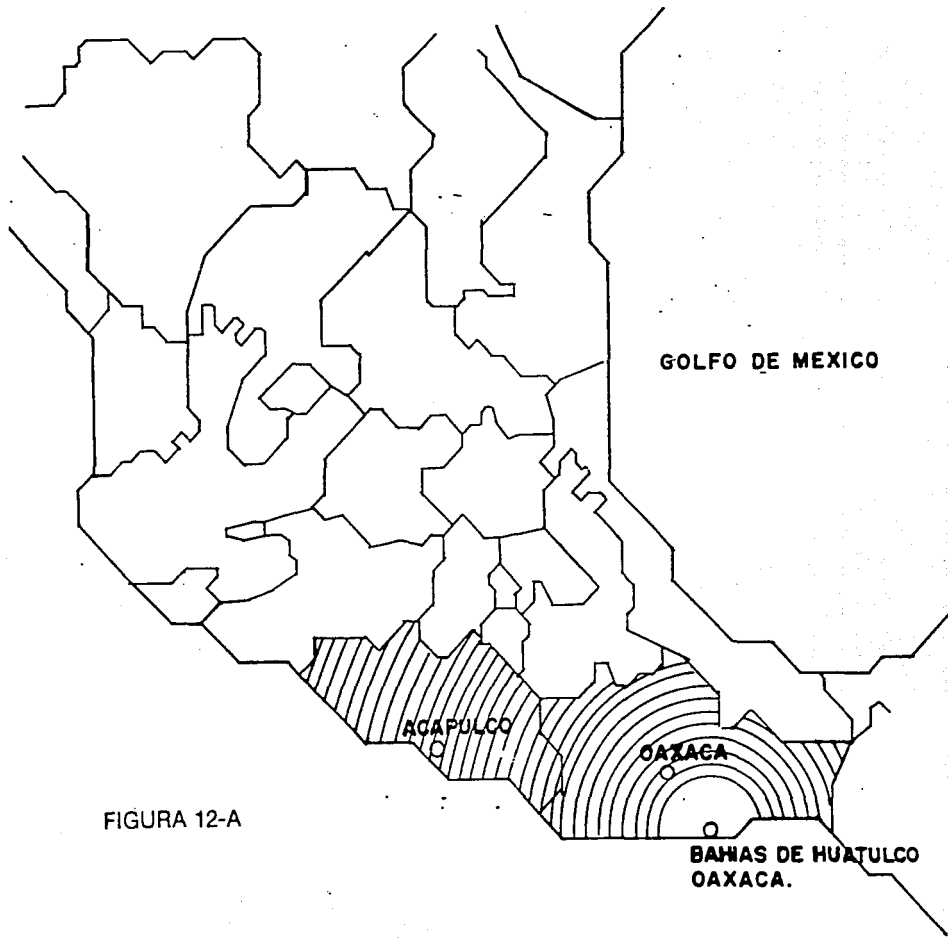 GOLFO DE MEXICO
ACAPULCO
OAXACA
FIGURA 12-A
BAHIAS DE HUATULCO
OAXACA.